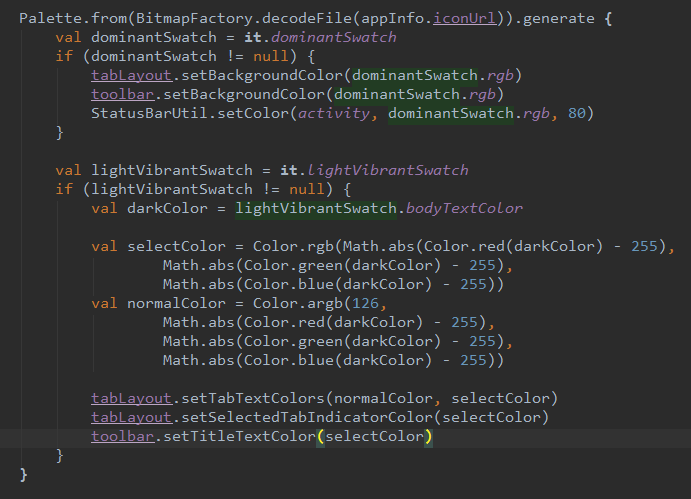 Palette.from(BitmapFactory.decodeFile(appInfo.iconUrl)).generate {
    val dominantSwatch = it.dominantSwatch
    if (dominantSwatch != null) {
        tabLayout.setBackgroundColor(dominantSwatch.rgb)
        toolbar.setBackgroundColor(dominantSwatch.rgb)
        StatusBarUtil.setColor(activity, dominantSwatch.rgb, 80)
    }

    val lightVibrantSwatch = it.lightVibrantSwatch
    if (lightVibrantSwatch != null) {
        val darkColor = lightVibrantSwatch.bodyTextColor

        val selectColor = Color.rgb(Math.abs(Color.red(darkColor) - 255),
                Math.abs(Color.green(darkColor) - 255),
                Math.abs(Color.blue(darkColor) - 255))
        val normalColor = Color.argb(126,
                Math.abs(Color.red(darkColor) - 255),
                Math.abs(Color.green(darkColor) - 255),
                Math.abs(Color.blue(darkColor) - 255))

        tabLayout.setTabTextColors(normalColor, selectColor)
        tabLayout.setSelectedTabIndicatorColor(selectColor)
        toolbar.setTitleTextColor(selectColor)
    }
}